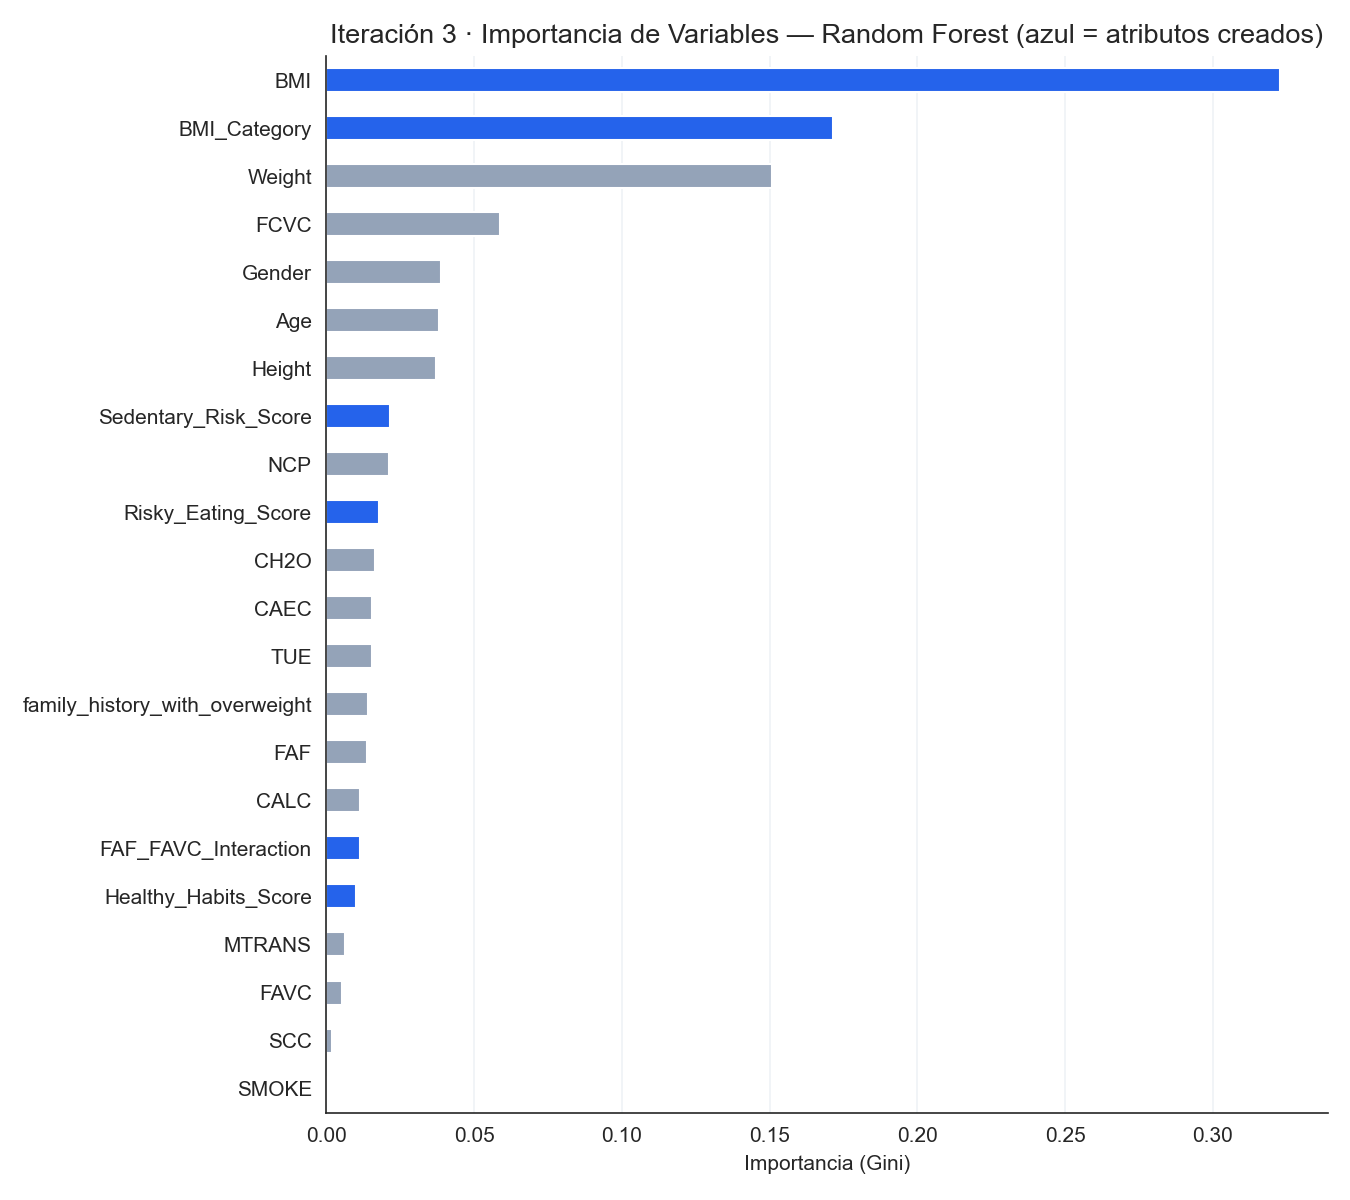 Iteración 3 · Importancia de Variables — Random Forest (azul = atributos creados)
BMI
BMI_Category
Weight
FCVC
Gender
Age
Height
Sedentary_Risk_Score
NCP
Risky_Eating_Score
CH2O
CAEC
TUE
family_history_with_overweight
FAF
CALC
FAF_FAVC_Interaction
Healthy_Habits_Score
MTRANS
FAVC
SCC
SMOKE
0.00 0.05 0.10 0.15 0.20 0.25 0.30
Importancia (Gini)